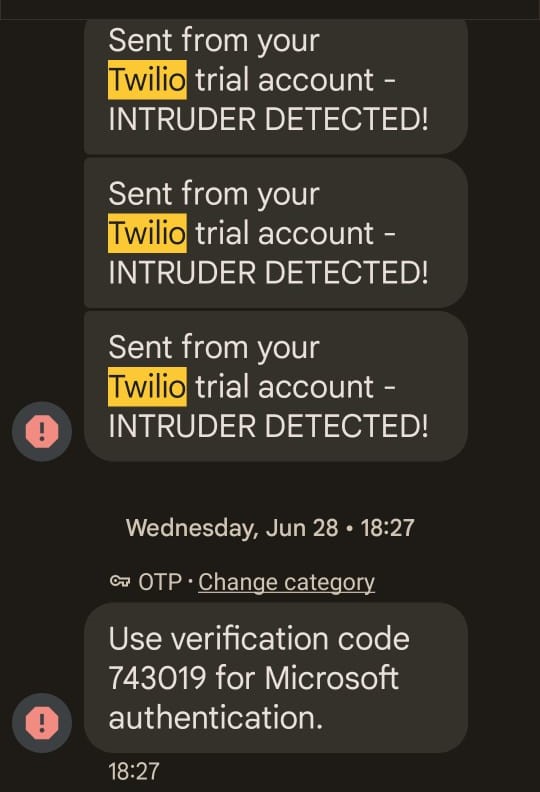 Sent from your
Twilio trial account -
INTRUDER DETECTED!
Sent from your
Twilio trial account -
INTRUDER DETECTED!
Sent from your
Twilio trial account -
INTRUDER DETECTED!
Wednesday, Jun 28 • 18:27
OTP · Change category
Use verification code
743019 for Microsoft
authentication.
18:27